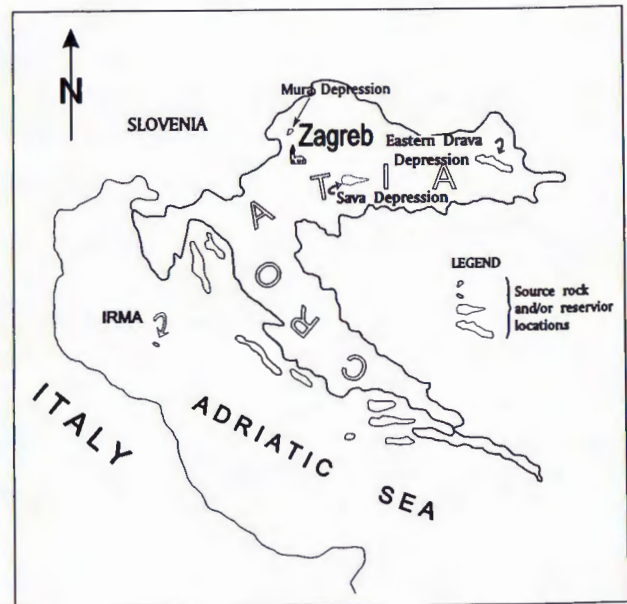 N
Mura Depression
SLOVENIA
Zagreb
Eastern Drava
Depression
Sava Depression
CROATIA
LEGEND
Source rock
and/or reservior
locations
IRMA
ITALY
ADRIATIC SEA